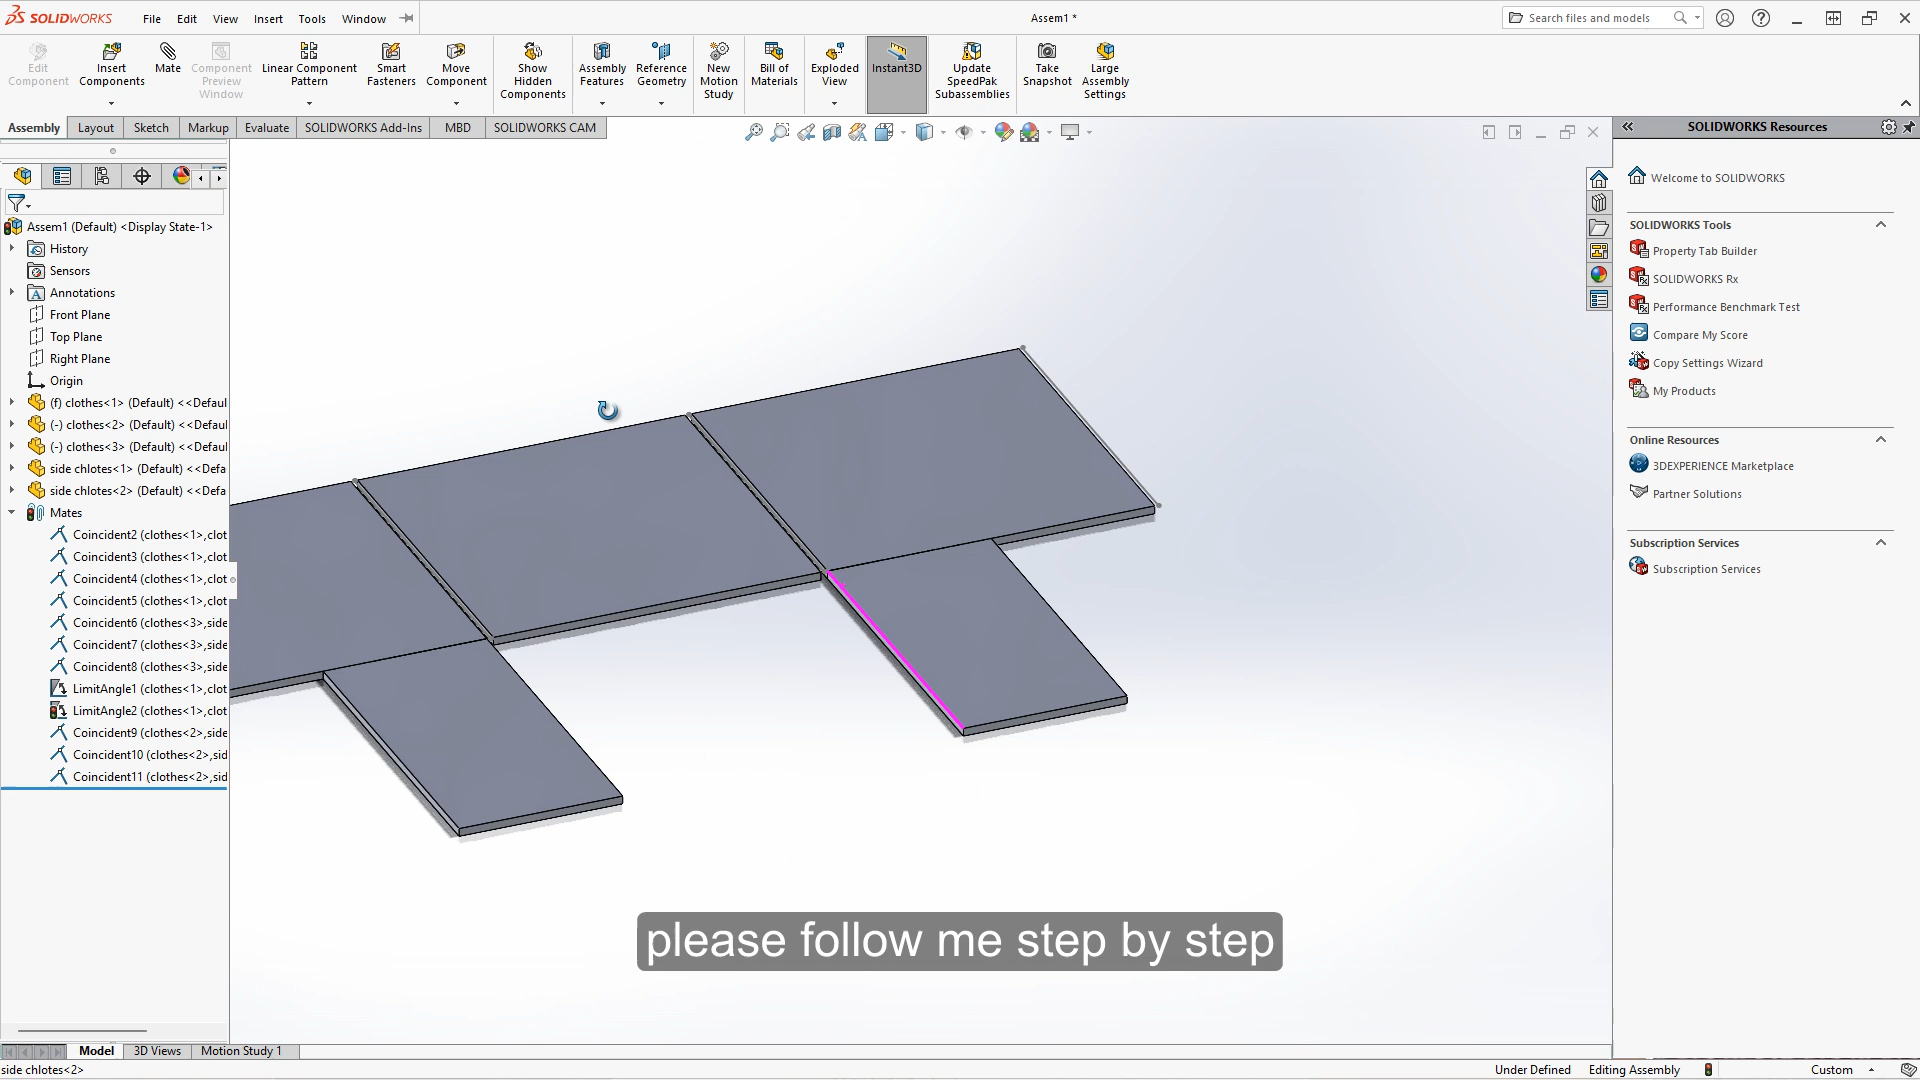 SOLIDWORKS
File Edit View Insert Tools Window
Assem1 *
Search files and models
Edit Component
Insert Components
Mate
Component Preview Window
Linear Component Pattern
Smart Fasteners
Move Component
Show Hidden Components
Assembly Features
Reference Geometry
New Motion Study
Bill of Materials
Exploded View
Instant3D
Update SpeedPak Subassemblies
Take Snapshot
Large Assembly Settings
Assembly Layout Sketch Markup Evaluate SOLIDWORKS Add-Ins MBD SOLIDWORKS CAM
Assem1 (Default) <Display State-1>
History
Sensors
Annotations
Front Plane
Top Plane
Right Plane
Origin
(f) clothes<1> (Default) <<Defaul
(-) clothes<2> (Default) <<Defaul
(-) clothes<3> (Default) <<Defaul
side chlotes<1> (Default) <<Defa
side chlotes<2> (Default) <<Defa
Mates
Coincident2 (clothes<1>,clot
Coincident3 (clothes<1>,clot
Coincident4 (clothes<1>,clot
Coincident5 (clothes<1>,clot
Coincident6 (clothes<3>,side
Coincident7 (clothes<3>,side
Coincident8 (clothes<3>,side
LimitAngle1 (clothes<1>,clot
LimitAngle2 (clothes<1>,clot
Coincident9 (clothes<2>,side
Coincident10 (clothes<2>,sid
Coincident11 (clothes<2>,sid
please follow me step by step
SOLIDWORKS Resources
Welcome to SOLIDWORKS
SOLIDWORKS Tools
Property Tab Builder
SOLIDWORKS Rx
Performance Benchmark Test
Compare My Score
Copy Settings Wizard
My Products
Online Resources
3DEXPERIENCE Marketplace
Partner Solutions
Subscription Services
Subscription Services
Model 3D Views Motion Study 1
side chlotes<2>
Under Defined Editing Assembly Custom